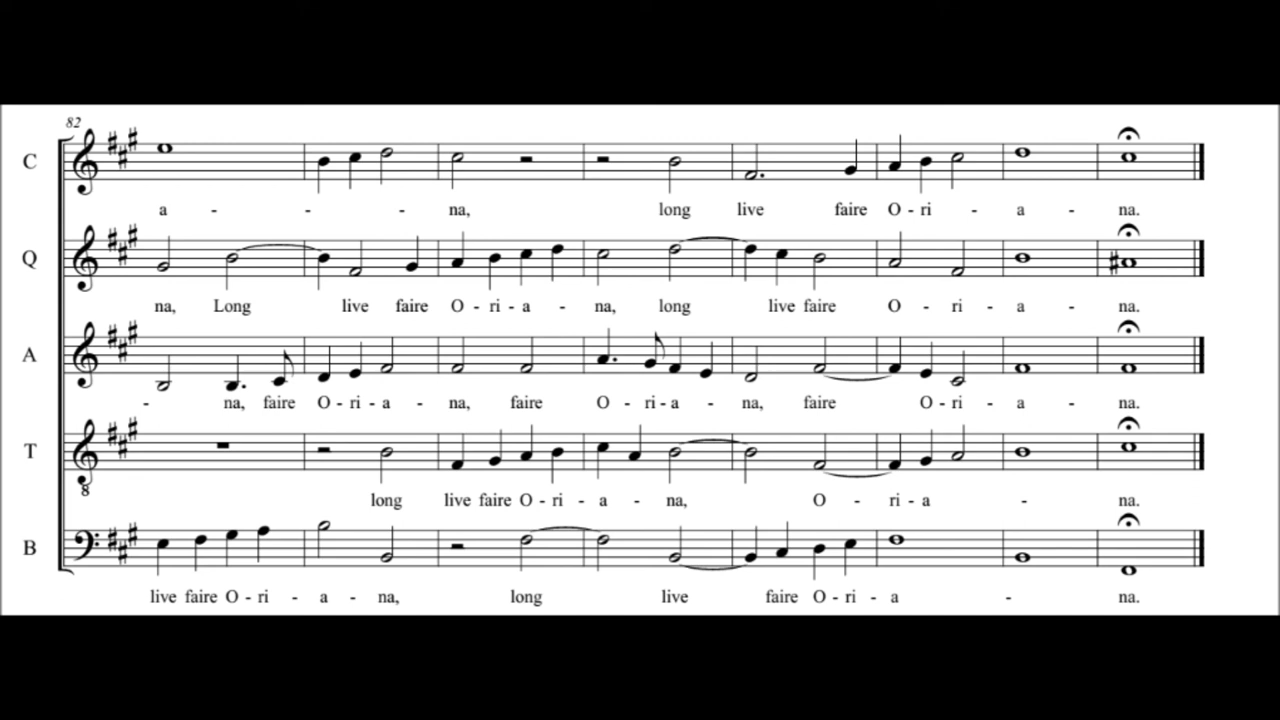 82
C
a - - - na, long live faire O - ri - a - na.
Q
na, Long live faire O - ri - a - na, long live faire O - ri - a - na.
A
- na, faire O - ri - a - na, faire O - ri - a - na, faire O - ri - a - na.
T
8
long live faire O - ri - a - na, O - ri - a - na.
B
live faire O - ri - a - na, long live faire O - ri - a - na.